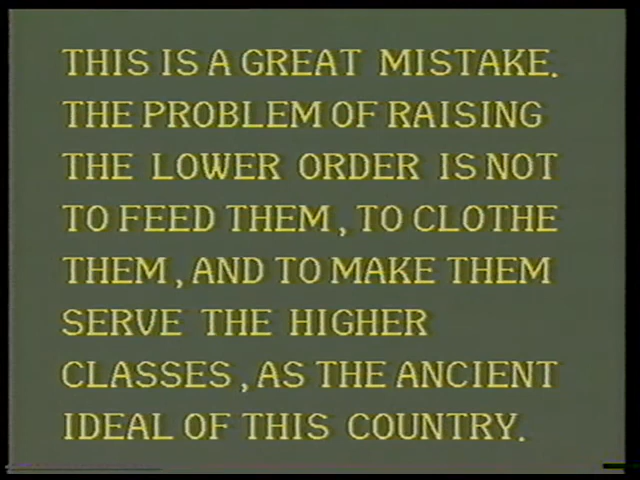 THIS IS A GREAT MISTAKE.
THE PROBLEM OF RAISING
THE LOWER ORDER IS NOT
TO FEED THEM, TO CLOTHE
THEM, AND TO MAKE THEM
SERVE THE HIGHER
CLASSES, AS THE ANCIENT
IDEAL OF THIS COUNTRY.